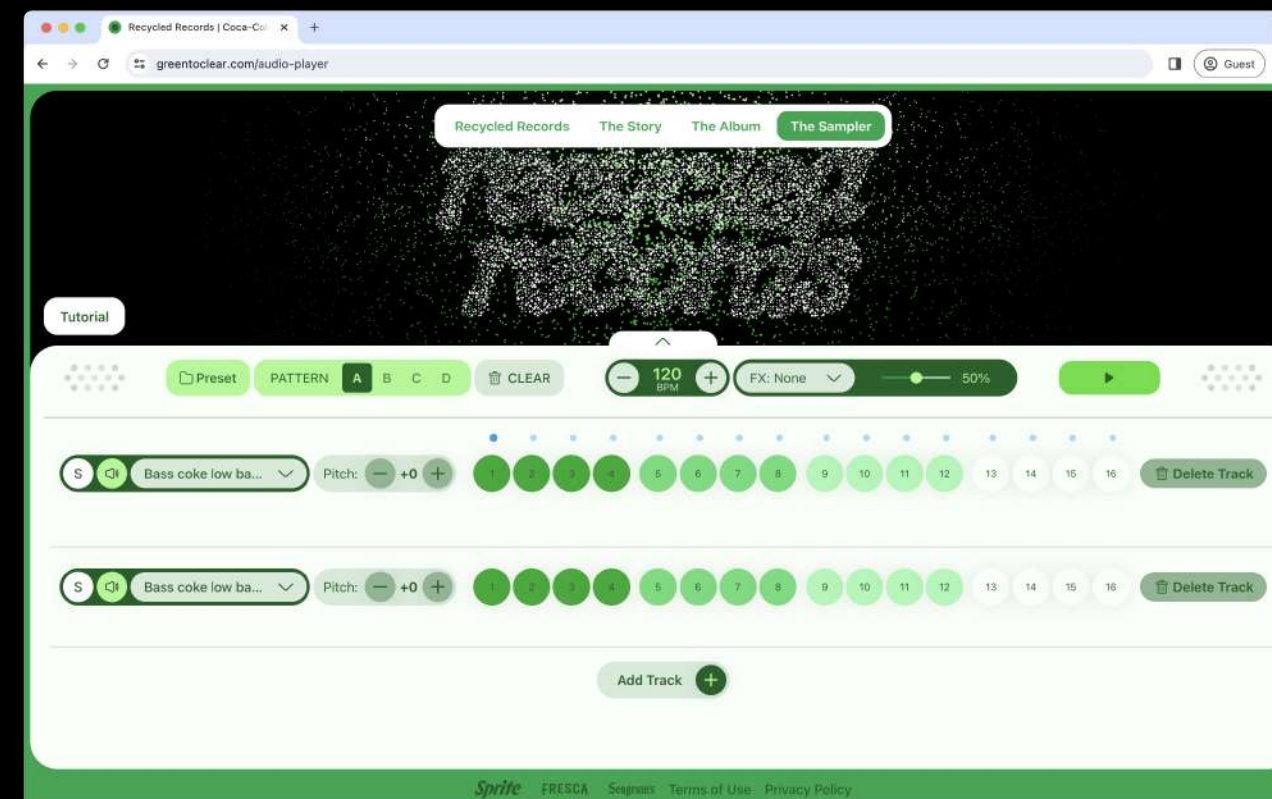 Recycled Records | Coca-Col
greentoclear.com/audio-player
Guest
Recycled Records The Story The Album The Sampler
recycled
records
Tutorial
Preset PATTERN A B C D CLEAR 120 BPM FX: None 50%
S Bass coke low ba... Pitch: +0 1 2 3 4 5 6 7 8 9 10 11 12 13 14 15 16 Delete Track
S Bass coke low ba... Pitch: +0 1 2 3 4 5 6 7 8 9 10 11 12 13 14 15 16 Delete Track
Add Track
Sprite FRESCA Seagram's Terms of Use Privacy Policy